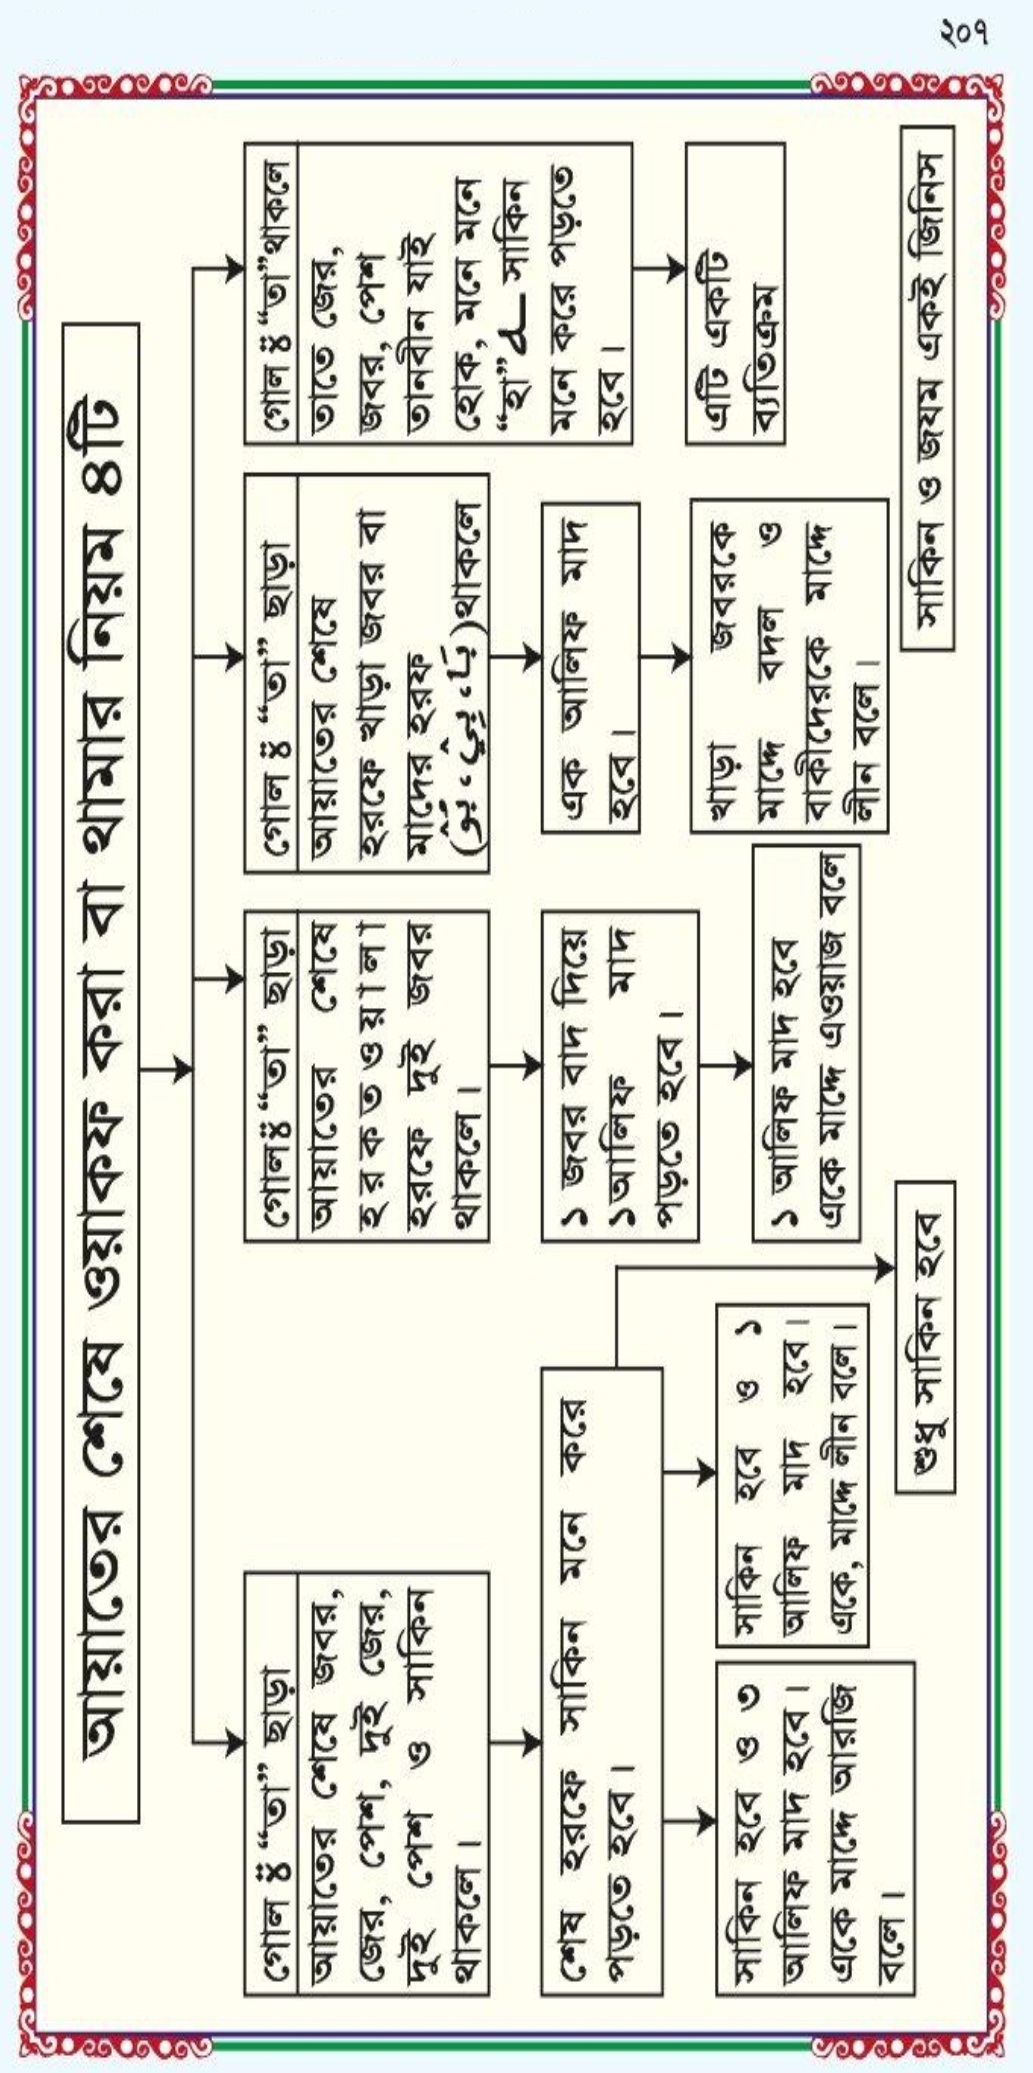 ২০৭
আয়াতের শেষে ওয়াকফ করা বা থামার নিয়ম ৪টি
গোল ة “তা” ছাড়া
আয়াতের শেষে জবর,
জের, পেশ, দুই জের,
দুই পেশ ও সাকিন
থাকলে।
শেষ হরফে সাকিন মনে করে
পড়তে হবে।
সাকিন হবে ও ৩
আলিফ মাদ হবে।
একে মাদ্দে আরজি
বলে।
সাকিন হবে ও ১
আলিফ মাদ হবে।
একে, মাদ্দে লীন বলে।
শুধু সাকিন হবে
গোল ة “তা” ছাড়া
আয়াতের শেষে
হরকতওয়ালা
হরফে দুই জবর
থাকলে।
১ জবর বাদ দিয়ে
১আলিফ মাদ
পড়তে হবে।
১ আলিফ মাদ হবে
একে মাদ্দে এওয়াজ বলে
গোল ة “তা” ছাড়া
আয়াতের শেষে
হরফে খাড়া জবর বা
মাদের হরফ
থাকলে
এক আলিফ মাদ
হবে।
খাড়া জবরকে
মাদ্দে বদল ও
বাকীদেরকে মাদ্দে
লীন বলে।
গোল ة “তা” থাকলে
তাতে জের,
জবর, পেশ
তানবীন যাই
হোক, মনে মনে
“হা” ه সাকিন
মনে করে পড়তে
হবে।
এটি একটি
ব্যতিক্রম
সাকিন ও জযম একই জিনিস